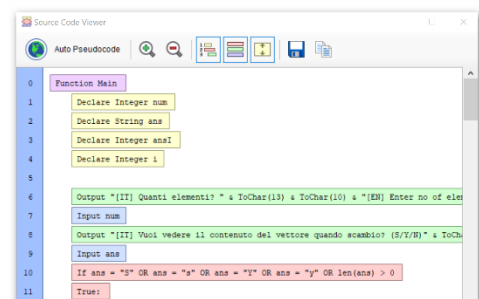 Source Code Viewer
Auto Pseudocode
0 Function Main
1 Declare Integer num
2 Declare String ans
3 Declare Integer ansI
4 Declare Integer i
5
6 Output "[IT] Quanti elementi? " & ToChar(13) & ToChar(10) & "[EN] Enter no of
7 Input num
8 Output "[IT] Vuoi vedere il contenuto del vettore quando scambio? (S/Y/N)" &
9 Input ans
10 If ans = "S" OR ans = "s" OR ans = "Y" OR ans = "y" OR len(ans) > 0
11 True: